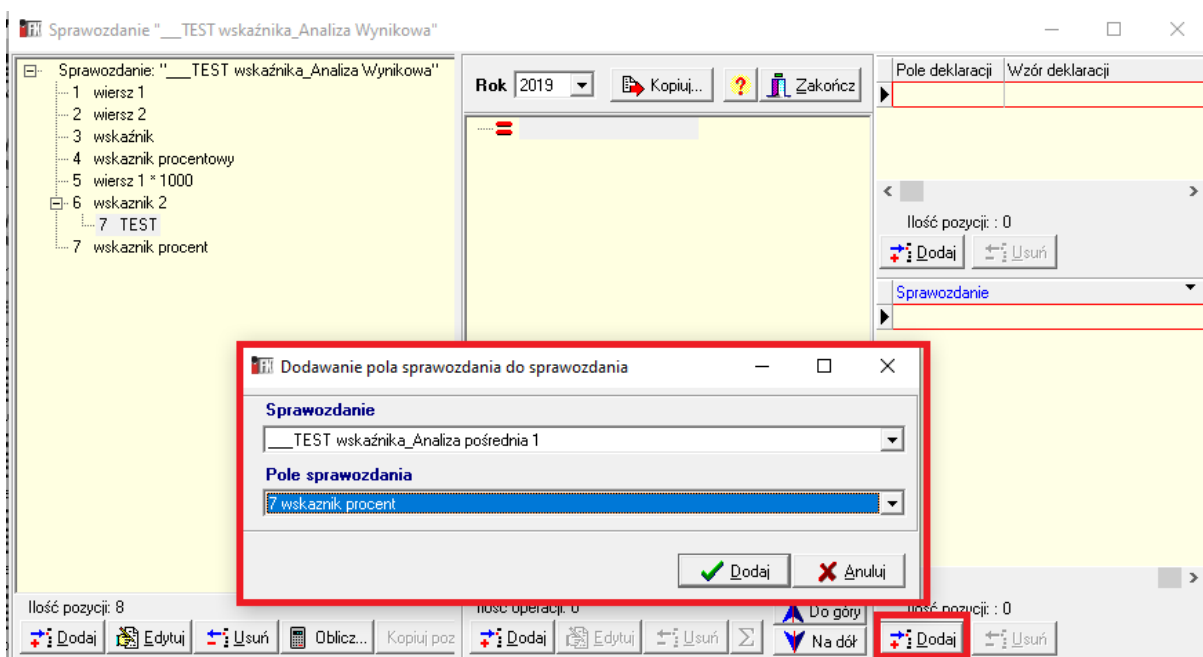 Sprawozdanie "___TEST wskaźnika_Analiza Wynikowa"
Sprawozdanie: "___TEST wskaźnika_Analiza Wynikowa"
1 wiersz 1
2 wiersz 2
3 wskaźnik
4 wskaznik procentowy
5 wiersz 1 * 1000
6 wskaznik 2
7 TEST
7 wskaznik procent
Ilość pozycji: 8
Dodaj Edytuj Usuń Oblicz... Kopiuj poz
Rok 2019 Kopiuj... ? Zakończ
=
Ilość operacji: 0
Dodaj Edytuj Usuń Σ
Do góry
Na dół
Pole deklaracji Wzór deklaracji
Ilość pozycji: : 0
Dodaj Usuń
Sprawozdanie
Ilość pozycji: : 0
Dodaj Usuń
Dodawanie pola sprawozdania do sprawozdania
Sprawozdanie
___TEST wskaźnika_Analiza pośrednia 1
Pole sprawozdania
7 wskaznik procent
Dodaj Anuluj